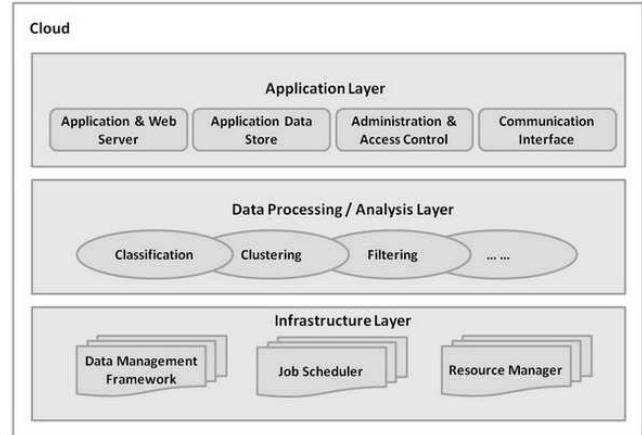 Cloud
Application Layer
Application & Web
Server
Application Data
Store
Administration &
Access Control
Communication
Interface
Data Processing / Analysis Layer
Classification
Clustering
Filtering
... ...
Infrastructure Layer
Data Management
Framework
Job Scheduler
Resource Manager